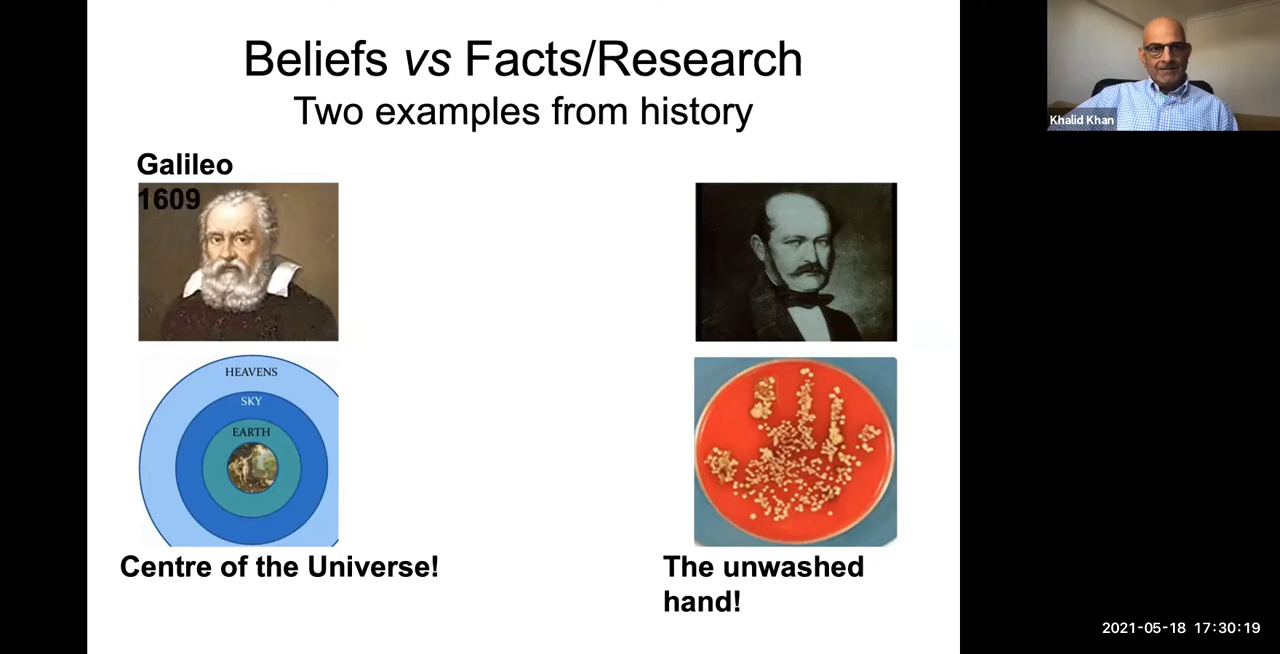 Beliefs vs Facts/Research
Two examples from history
Galileo
1609
HEAVENS
SKY
EARTH
Centre of the Universe!
The unwashed
hand!
Khalid Khan
2021-05-18 17:30:19